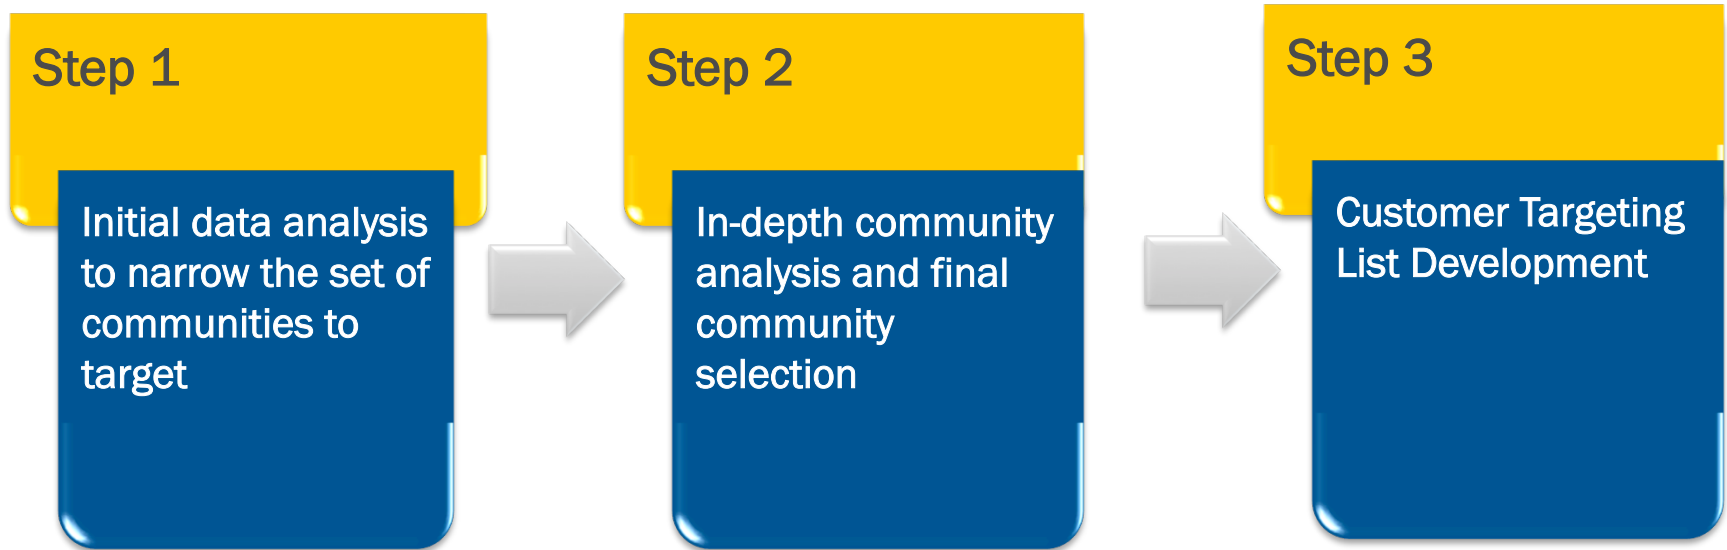 Step 1
Initial data analysis
to narrow the set of
communities to
target
Step 2
In-depth community
analysis and final
community
selection
Step 3
Customer Targeting
List Development